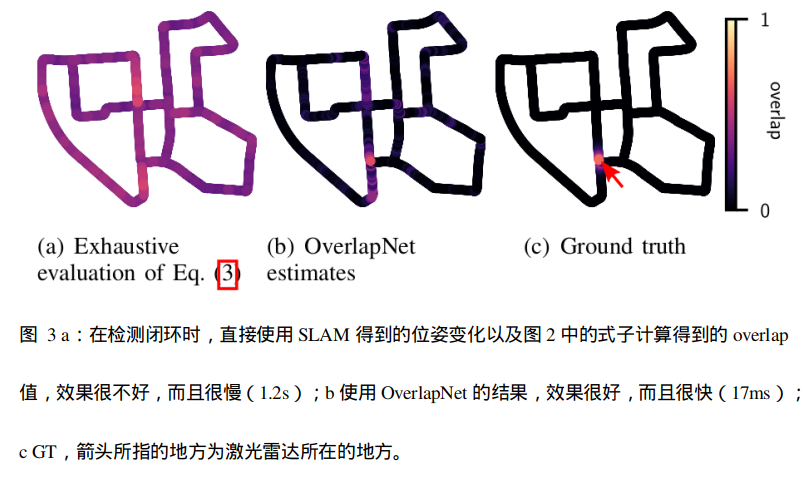 1
overlap
0
(a) Exhaustive
evaluation of Eq. (3)
(b) OverlapNet
estimates
(c) Ground truth
图 3 a：在检测闭环时，直接使用 SLAM 得到的位姿变化以及图 2 中的式子计算得到的 overlap
值，效果很不好，而且很慢（1.2s）；b 使用 OverlapNet 的结果，效果很好，而且很快（17ms）；
c GT，箭头所指的地方为激光雷达所在的地方。